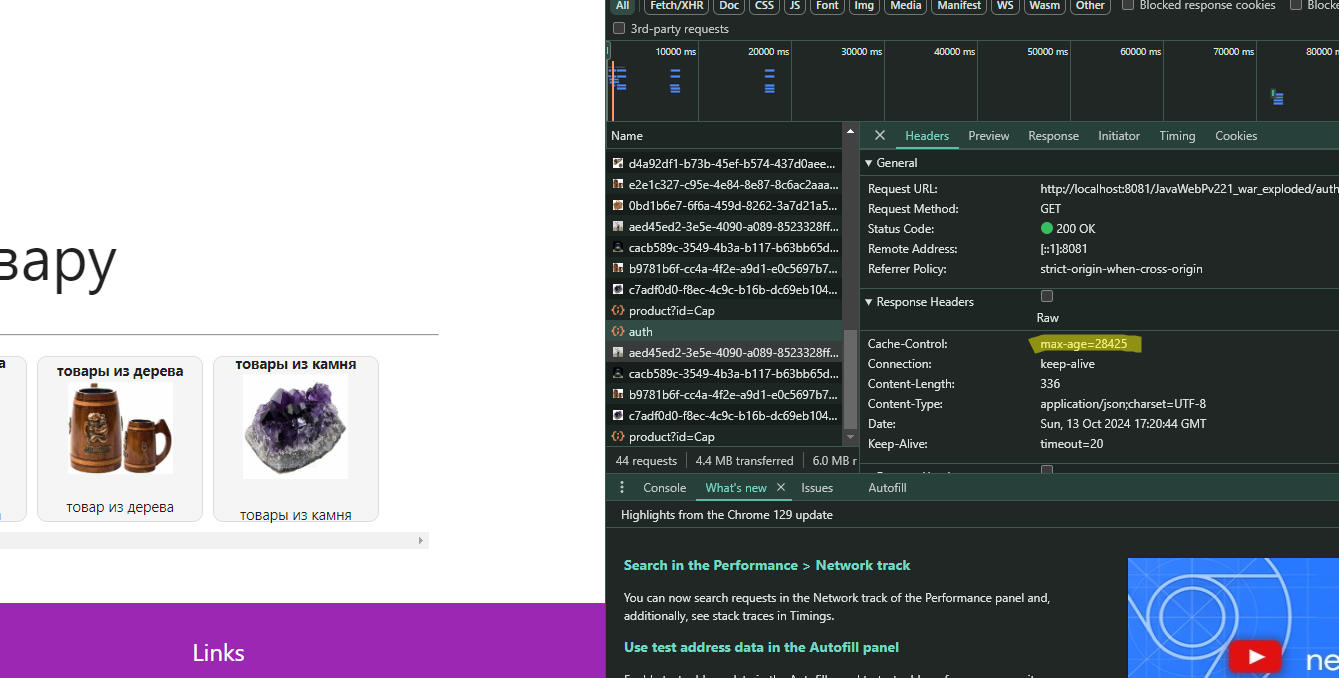 All Fetch/XHR Doc CSS JS Font Img Media Manifest WS Wasm Other Blocked response cookies
3rd-party requests
10000 ms 20000 ms 30000 ms 40000 ms 50000 ms 60000 ms 70000 ms 80000
Name
d4a92df1-b73b-45ef-b574-437d0aee...
e2e1c327-c95e-4e84-8e87-8c6ac2aaa...
0bd1b6e7-6f6a-459d-8262-3a7d21a5...
aed45ed2-3e5e-4090-a089-8523328ff...
cacb589c-3549-4b3a-b117-b63bb65d...
b9781b6f-cc4a-4f2e-a9d1-e0c5697b7...
c7adf0d0-f8ec-4c9c-b16b-dc69eb104...
product?id=Cap
auth
aed45ed2-3e5e-4090-a089-8523328ff...
cacb589c-3549-4b3a-b117-b63bb65d...
b9781b6f-cc4a-4f2e-a9d1-e0c5697b7...
c7adf0d0-f8ec-4c9c-b16b-dc69eb104...
product?id=Cap
44 requests 4.4 MB transferred 6.0 MB r
Headers Preview Response Initiator Timing Cookies
General
Request URL: http://localhost:8081/JavaWebPv221_war_exploded/auth
Request Method: GET
Status Code: 200 OK
Remote Address: [::1]:8081
Referrer Policy: strict-origin-when-cross-origin
Response Headers
Raw
Cache-Control: max-age=28425
Connection: keep-alive
Content-Length: 336
Content-Type: application/json;charset=UTF-8
Date: Sun, 13 Oct 2024 17:20:44 GMT
Keep-Alive: timeout=20
Console What's new Issues Autofill
Highlights from the Chrome 129 update
Search in the Performance > Network track
You can now search requests in the Network track of the Performance panel and,
additionally, see stack traces in Timings.
Use test address data in the Autofill panel
ne
вару
а
товары из дерева
товар из дерева
товары из камня
товары из камня
Links